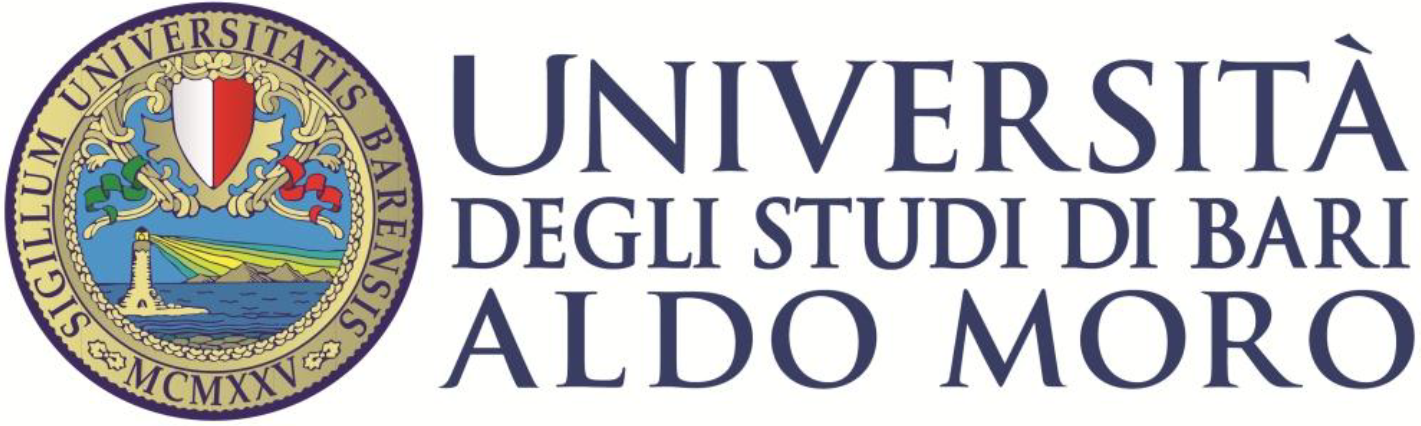 SIGILLUM UNIVERSITATIS BARENSIS
MCMXXV
UNIVERSITÀ
DEGLI STUDI DI BARI
ALDO MORO